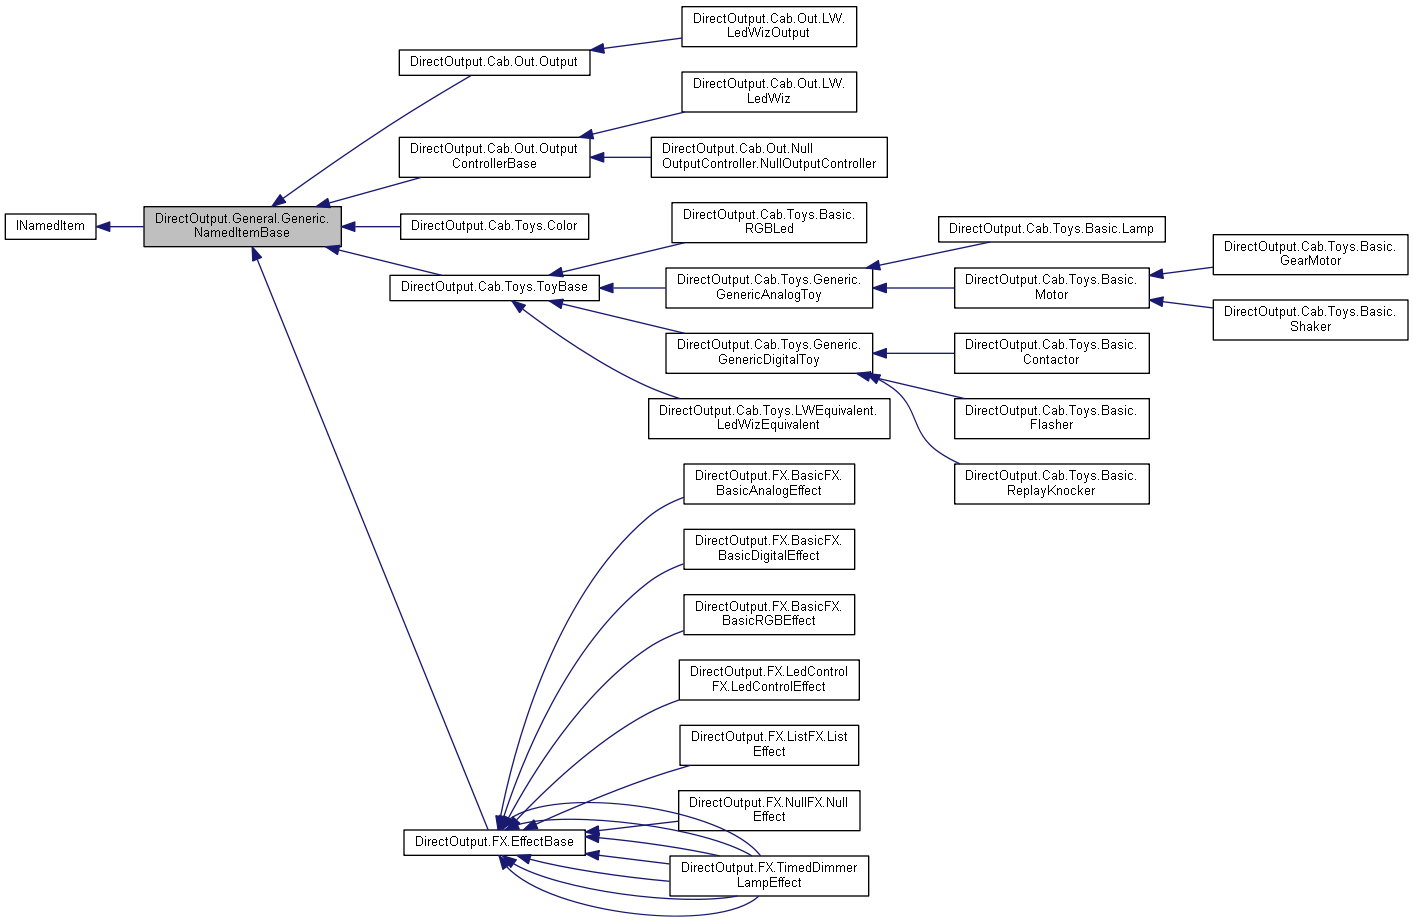 DirectOutput.Cab.Out.LW.
LedWizOutput
DirectOutput.Cab.Out.Output
DirectOutput.Cab.Out.LW.
LedWiz
DirectOutput.Cab.Out.Output
ControllerBase
DirectOutput.Cab.Out.Null
OutputController.NullOutputController
INamedItem
DirectOutput.General.Generic.
NamedItemBase
DirectOutput.Cab.Toys.Color
DirectOutput.Cab.Toys.Basic.
RGBLed
DirectOutput.Cab.Toys.Basic.Lamp
DirectOutput.Cab.Toys.ToyBase
DirectOutput.Cab.Toys.Generic.
GenericAnalogToy
DirectOutput.Cab.Toys.Basic.
Motor
DirectOutput.Cab.Toys.Basic.
GearMotor
DirectOutput.Cab.Toys.Basic.
Shaker
DirectOutput.Cab.Toys.Generic.
GenericDigitalToy
DirectOutput.Cab.Toys.Basic.
Contactor
DirectOutput.Cab.Toys.LWEquivalent.
LedWizEquivalent
DirectOutput.Cab.Toys.Basic.
Flasher
DirectOutput.Cab.Toys.Basic.
ReplayKnocker
DirectOutput.FX.BasicFX.
BasicAnalogEffect
DirectOutput.FX.BasicFX.
BasicDigitalEffect
DirectOutput.FX.BasicFX.
BasicRGBEffect
DirectOutput.FX.LedControl
FX.LedControlEffect
DirectOutput.FX.ListFX.List
Effect
DirectOutput.FX.NullFX.Null
Effect
DirectOutput.FX.EffectBase
DirectOutput.FX.TimedDimmer
LampEffect